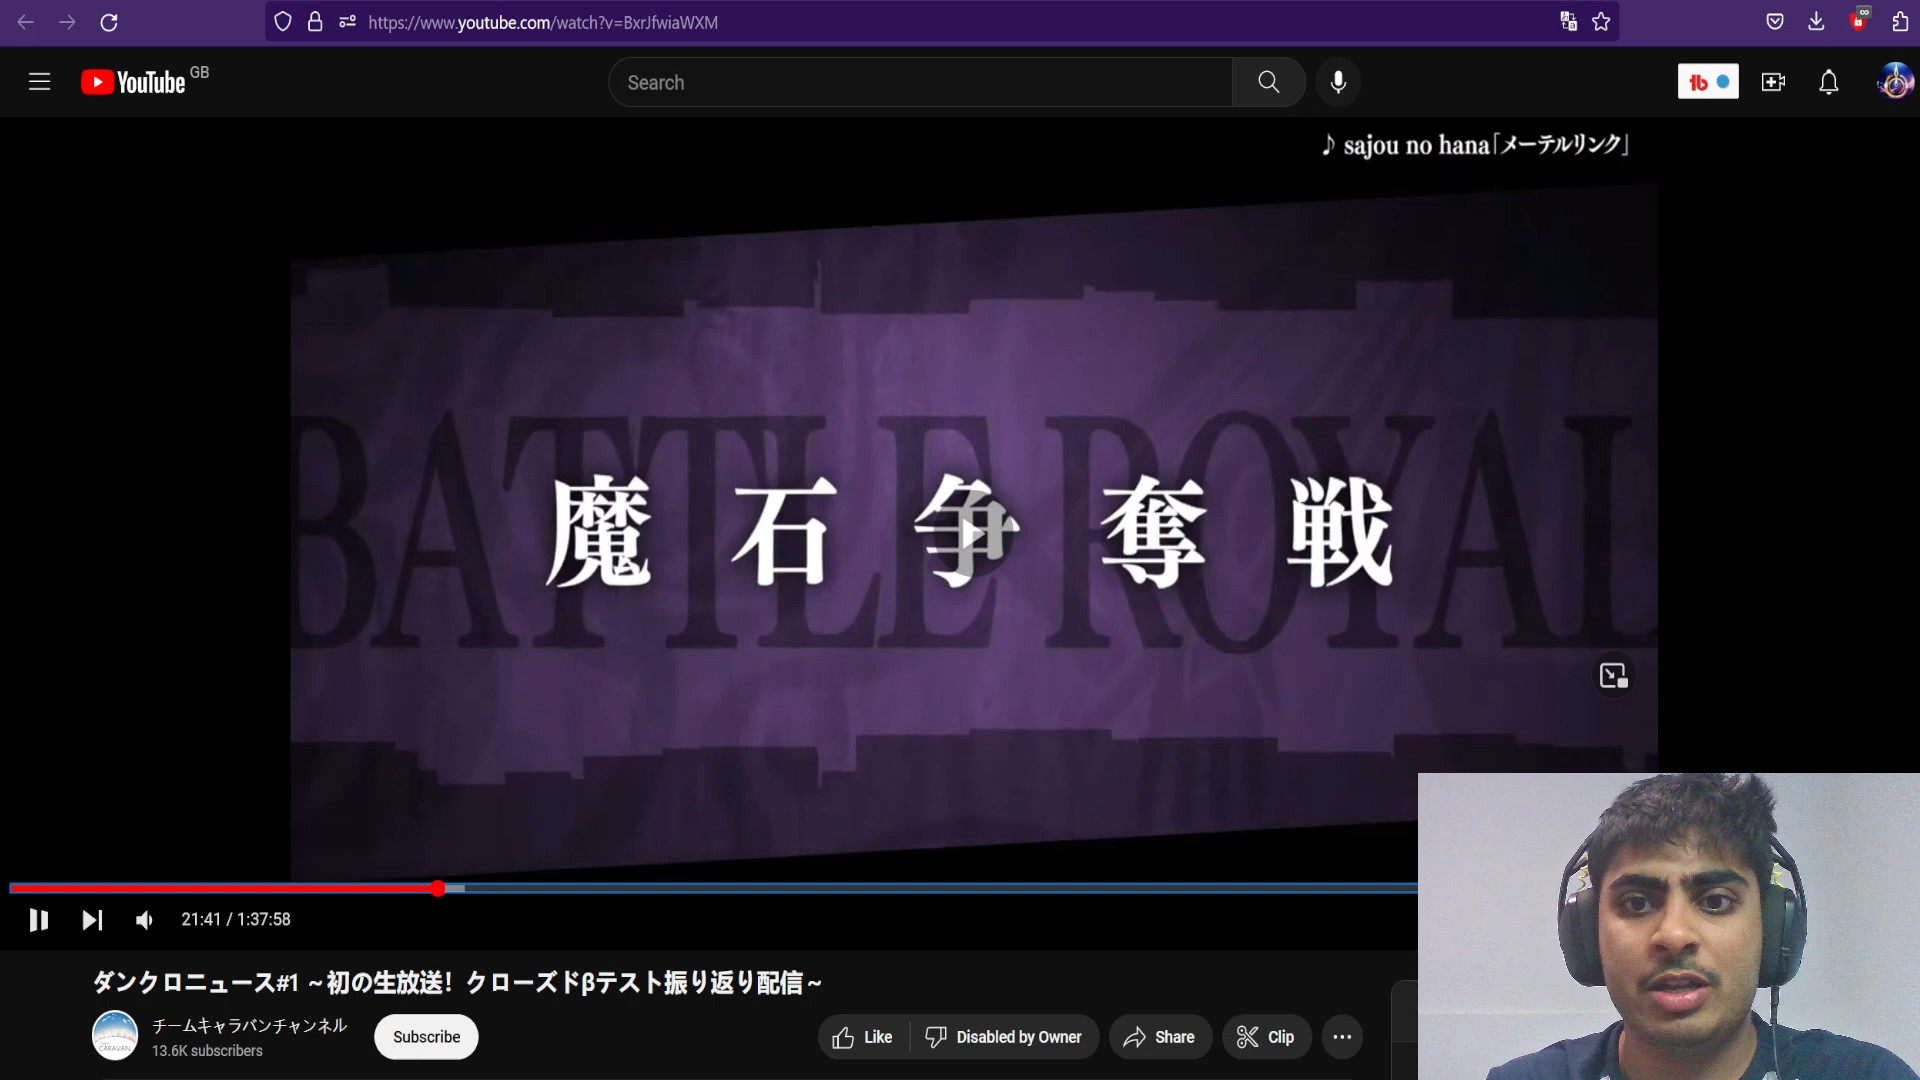 https://www.youtube.com/watch?v=BxrJfwiaWXM
YouTube GB
Search
♪ sajou no hana「メーテルリンク」
BATTLE ROYAL
魔石争奪戦
21:41 / 1:37:58
ダンクロニュース#1 ~初の生放送！クローズドβテスト振り返り配信~
チームキャラバンチャンネル
13.6K subscribers
CARAVAN
Subscribe
Like
Disabled by Owner
Share
Clip